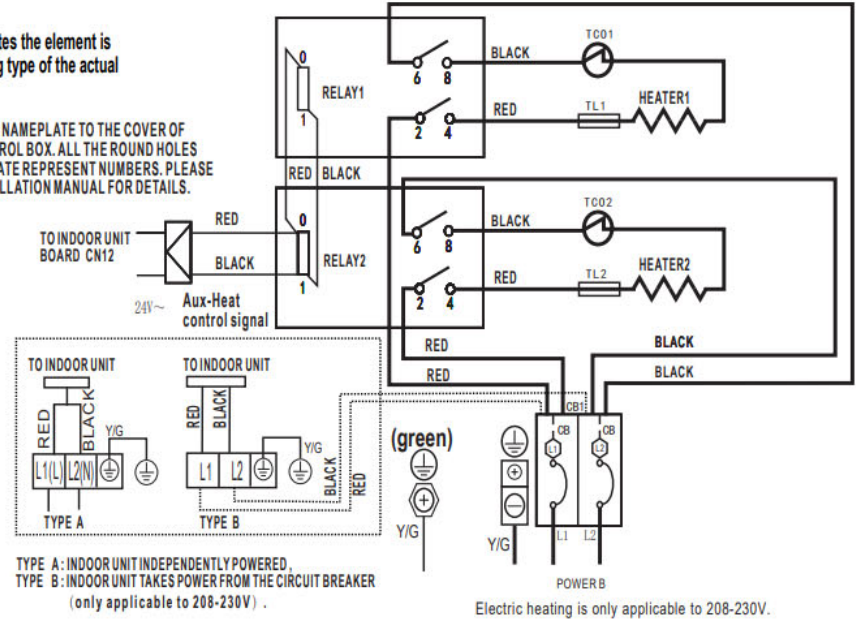 tes the element is
g type of the actual
NAMEPLATE TO THE COVER OF
ROL BOX. ALL THE ROUND HOLES
ATE REPRESENT NUMBERS. PLEASE
LLATION MANUAL FOR DETAILS.
0
RELAY1
1
6 8
2 4
BLACK
TCO1
RED
TL1
HEATER1
RED BLACK
0
RELAY2
1
6 8
2 4
BLACK
TCO2
RED
TL2
HEATER2
TO INDOOR UNIT
BOARD CN12
RED
BLACK
24V~
Aux-Heat
control signal
RED
BLACK
RED
BLACK
TO INDOOR UNIT
RED
BLACK
Y/G
L1(L) L2(N)
TYPE A
TO INDOOR UNIT
RED
BLACK
Y/G
L1 L2
TYPE B
BLACK
RED
(green)
Y/G
Y/G
CB1
CB CB
L1 L2
L1 L2
POWER B
TYPE A: INDOOR UNIT INDEPENDENTLY POWERED,
TYPE B: INDOOR UNIT TAKES POWER FROM THE CIRCUIT BREAKER
(only applicable to 208-230V) .
Electric heating is only applicable to 208-230V.